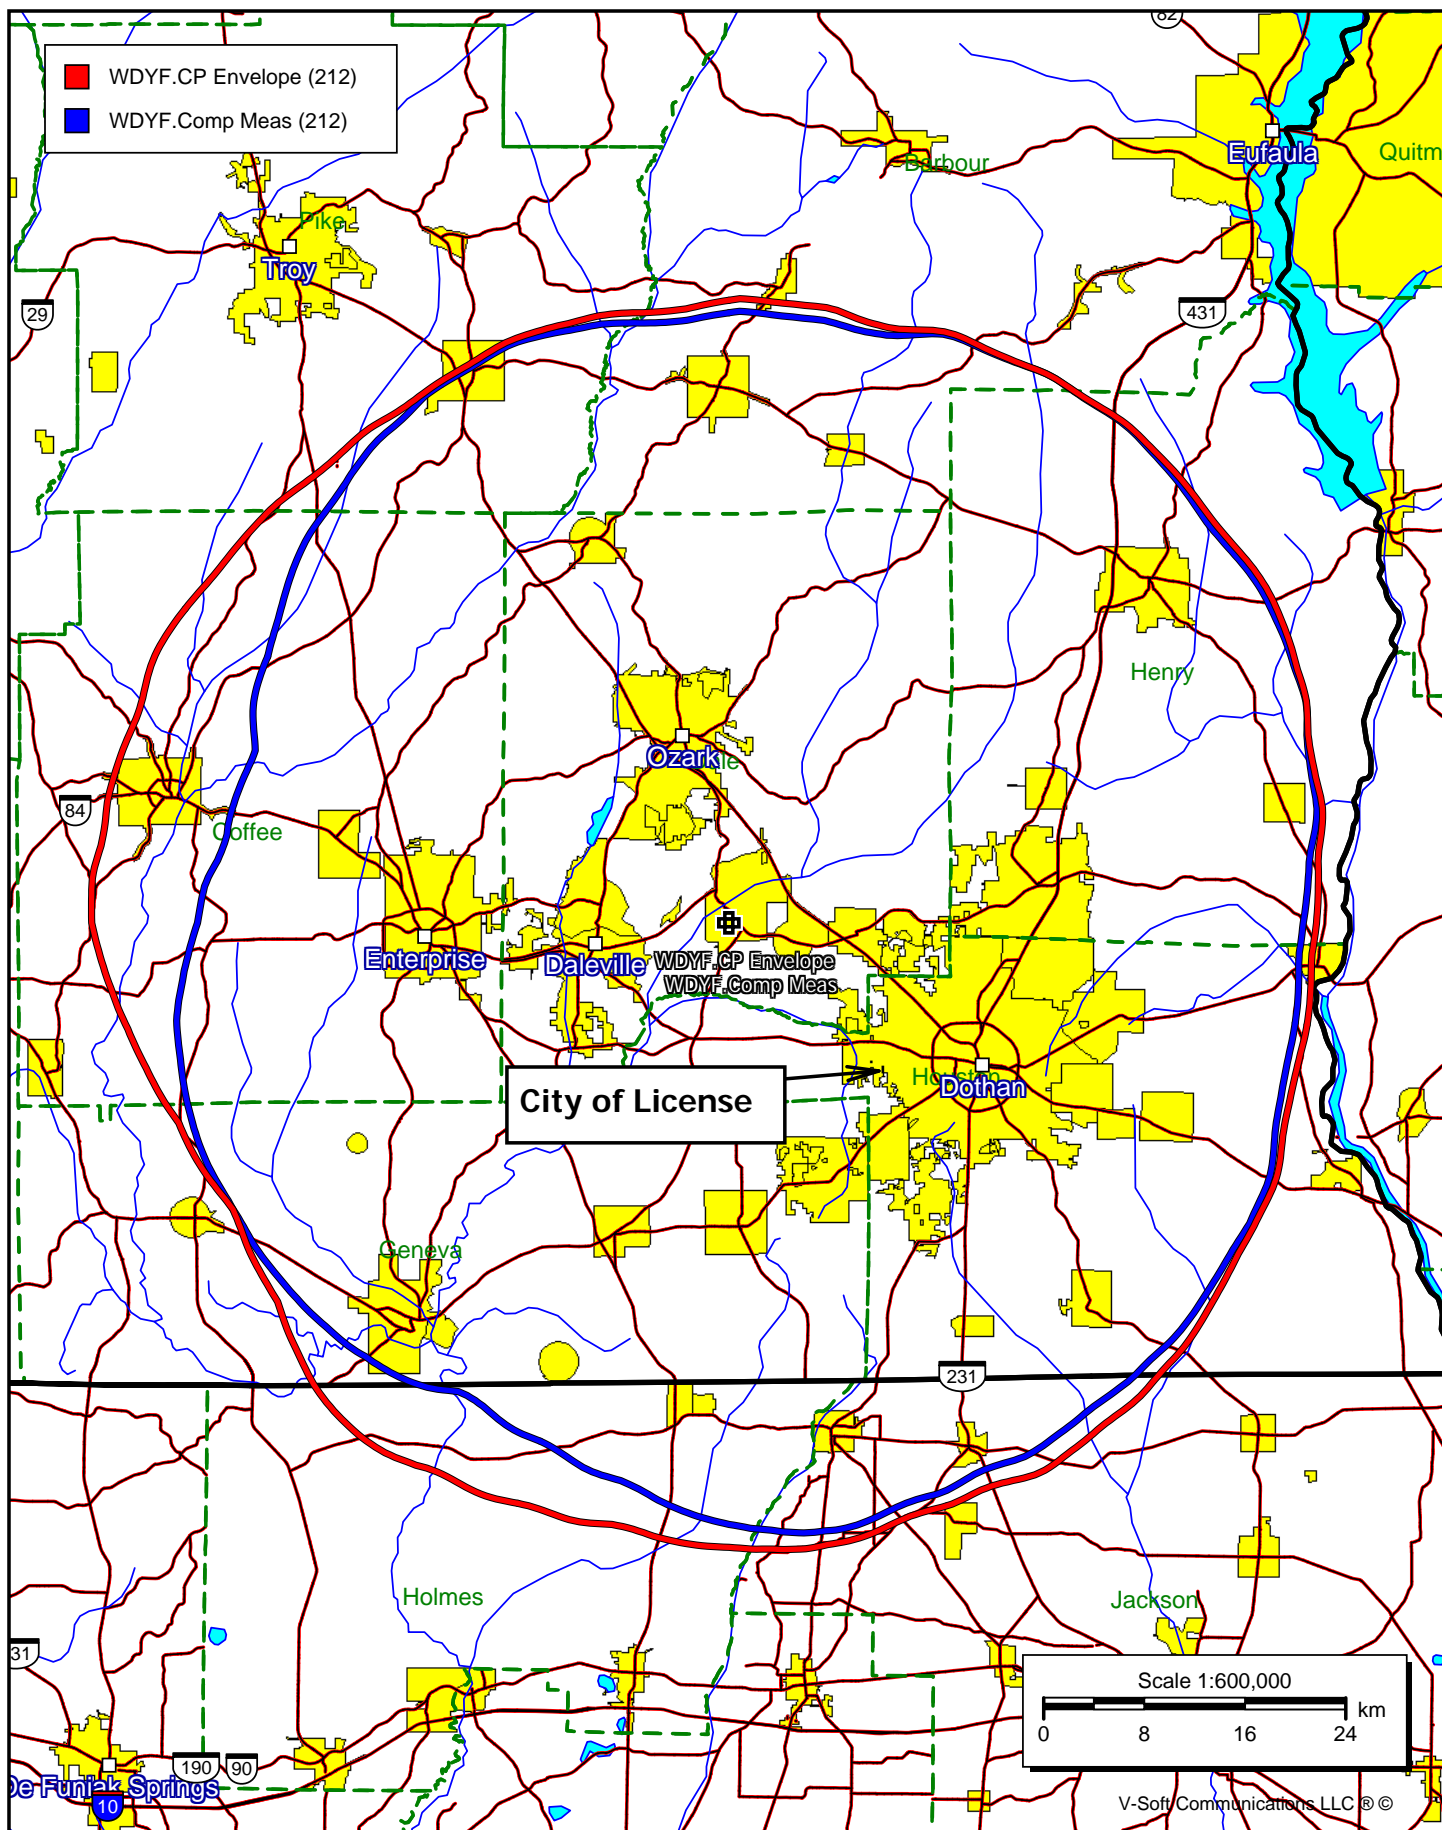 WDYF.CP Envelope (212)
WDYF.Comp Meas (212)
82
Barbour
Eufaula
Quitm
Pike
Troy
29
431
Henry
Ozark
84
Coffee
Enterprise
Daleville
WDYF.CP Envelope
WDYF.Comp Meas
City of License
Dothan
Geneva
231
Holmes
Jackson
31
Scale 1:600,000
km
0 8 16 24
190
90
De Funiak Springs
10
V-Soft Communications LLC ® ©